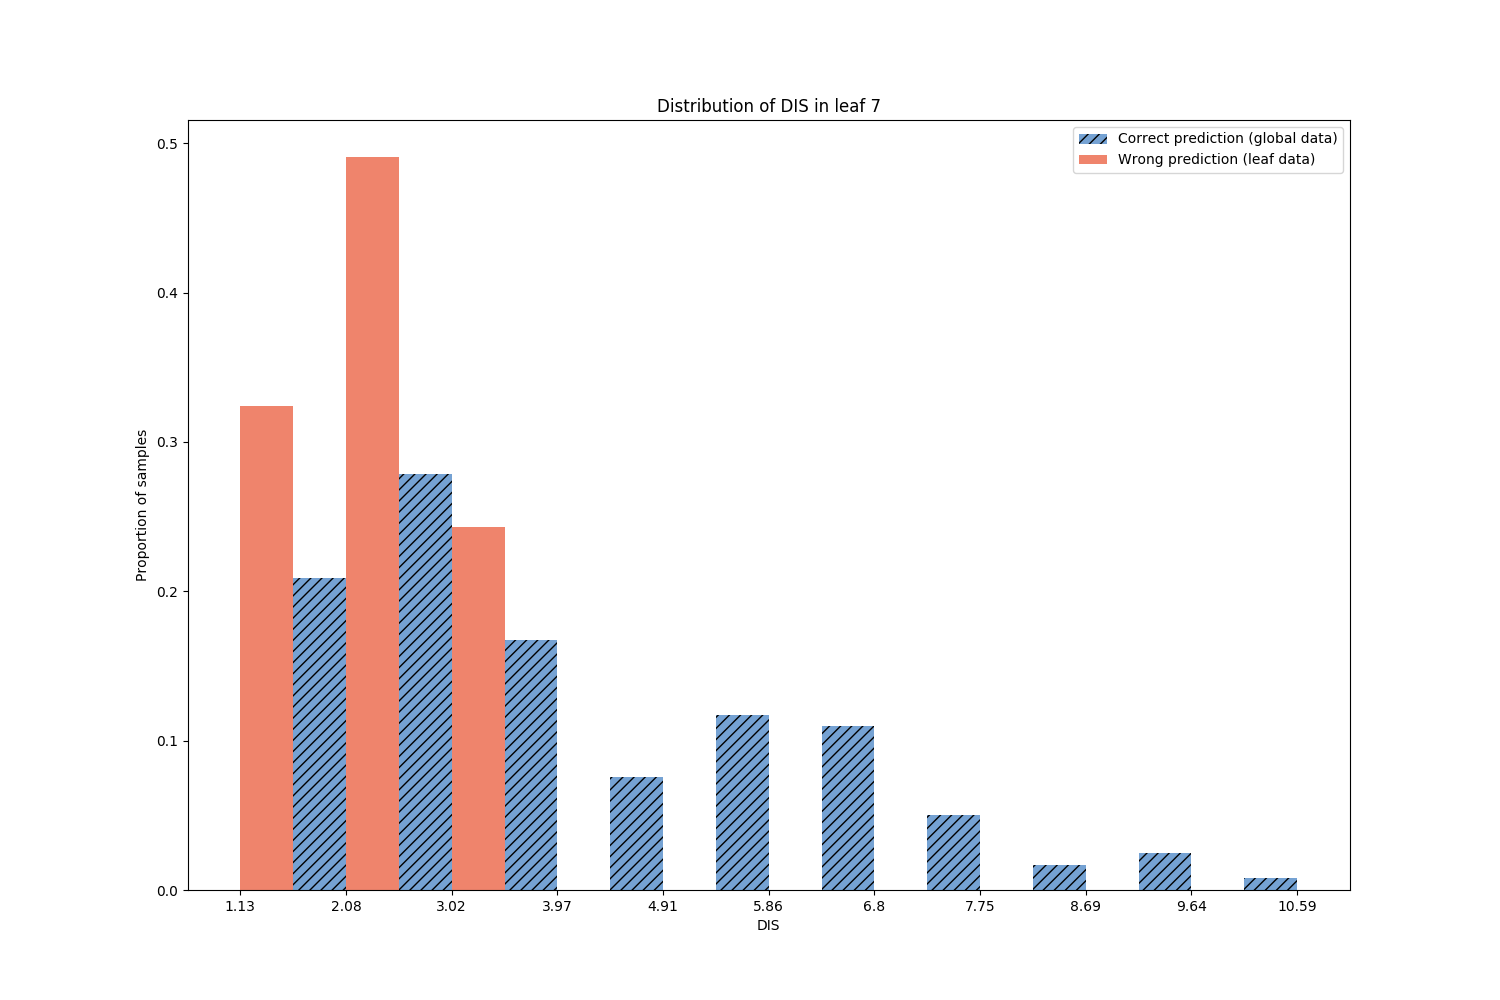 Distribution of DIS in leaf 7
Correct prediction (global data)
Wrong prediction (leaf data)
Proportion of samples
0.5
0.4
0.3
0.2
0.1
0.0
1.13 2.08 3.02 3.97 4.91 5.86 6.8 7.75 8.69 9.64 10.59
DIS